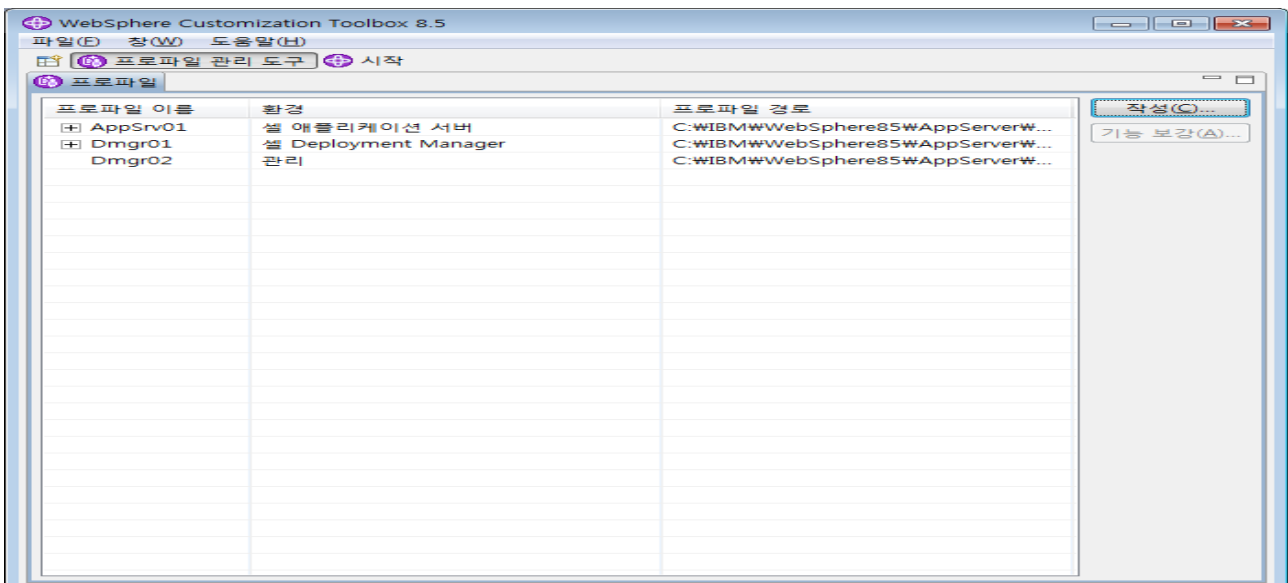 WebSphere Customization Toolbox 8.5
파일(F) 창(W) 도움말(H)
프로파일 관리 도구 시작
프로파일
프로파일 이름 환경 프로파일 경로 작성(C)...
AppSrv01 셀 애플리케이션 서버 C:₩IBM₩WebSphere85₩AppServer₩...
기능 보강(A)...
Dmgr01 셀 Deployment Manager C:₩IBM₩WebSphere85₩AppServer₩...
Dmgr02 관리 C:₩IBM₩WebSphere85₩AppServer₩...